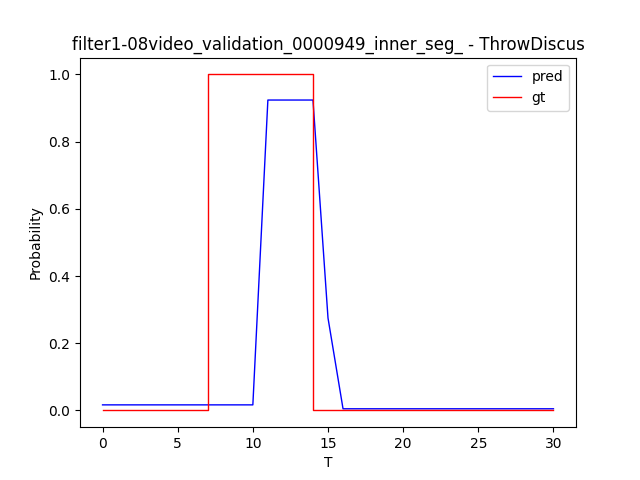 filter1-08video_validation_0000949_inner_seg_ - ThrowDiscus
pred
gt
1.0
0.8
0.6
0.4
0.2
0.0
Probability
0 5 10 15 20 25 30
T